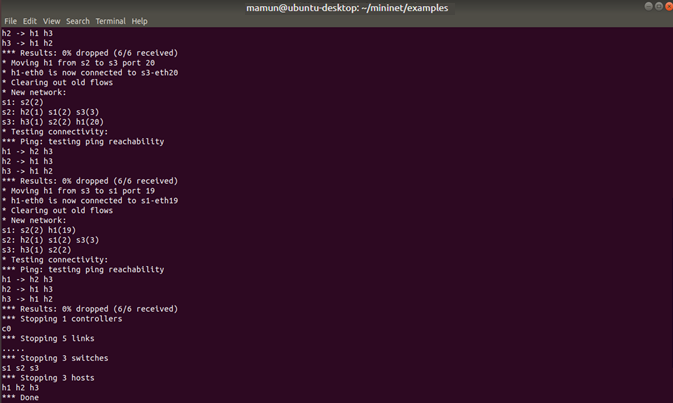 mamun@ubuntu-desktop: ~/mininet/examples
File Edit View Search Terminal Help
h2 -> h1 h3
h3 -> h1 h2
*** Results: 0% dropped (6/6 received)
* Moving h1 from s2 to s3 port 20
* h1-eth0 is now connected to s3-eth20
* Clearing out old flows
* New network:
s1: s2(2)
s2: h2(1) s1(2) s3(3)
s3: h3(1) s2(2) h1(20)
* Testing connectivity:
*** Ping: testing ping reachability
h1 -> h2 h3
h2 -> h1 h3
h3 -> h1 h2
*** Results: 0% dropped (6/6 received)
* Moving h1 from s3 to s1 port 19
* h1-eth0 is now connected to s1-eth19
* Clearing out old flows
* New network:
s1: s2(2) h1(19)
s2: h2(1) s1(2) s3(3)
s3: h3(1) s2(2)
* Testing connectivity:
*** Ping: testing ping reachability
h1 -> h2 h3
h2 -> h1 h3
h3 -> h1 h2
*** Results: 0% dropped (6/6 received)
*** Stopping 1 controllers
c0
*** Stopping 5 links
.....
*** Stopping 3 switches
s1 s2 s3
*** Stopping 3 hosts
h1 h2 h3
*** Done